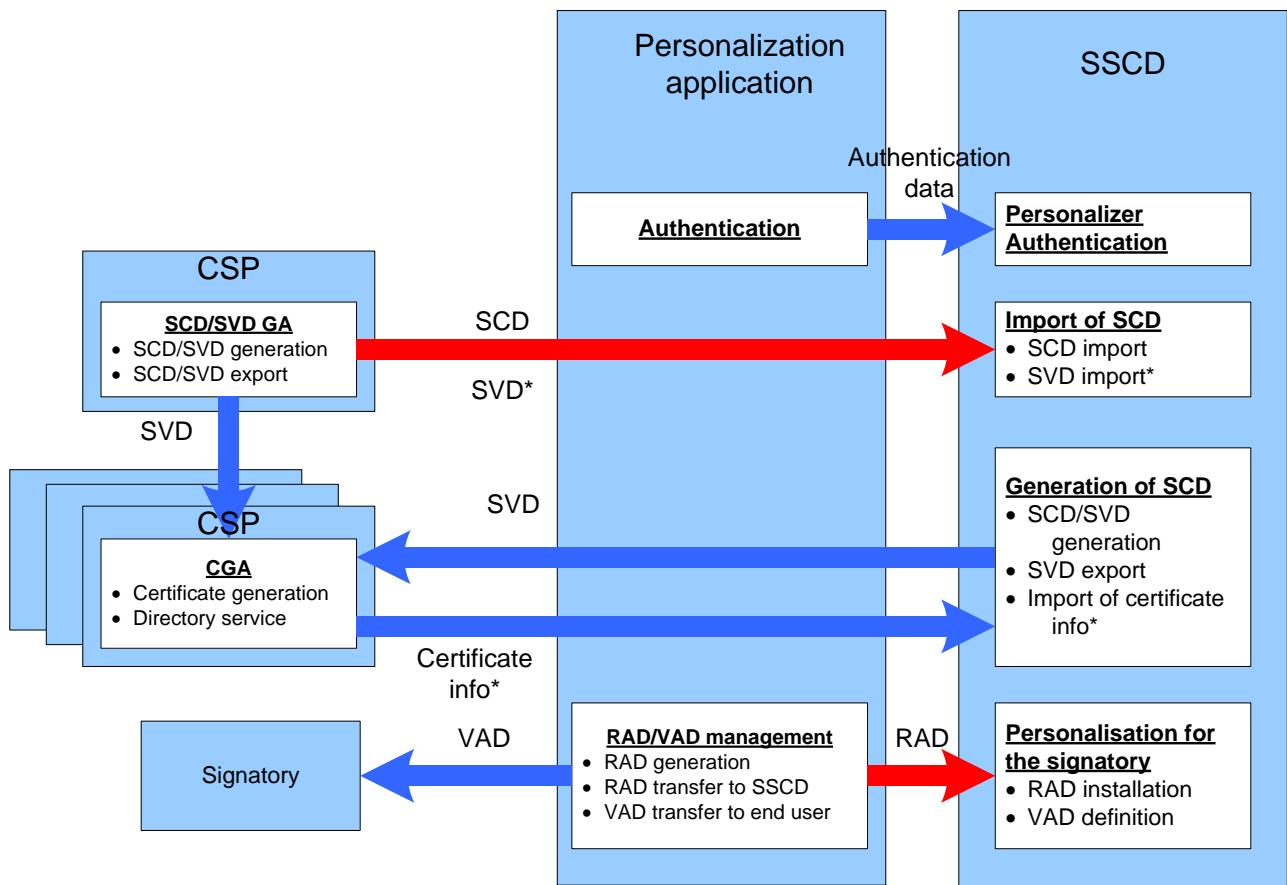 Personalization
application
SSCD
Authentication
data
Authentication
Personalizer
Authentication
CSP
SCD/SVD GA
• SCD/SVD generation
• SCD/SVD export
SCD
SVD*
Import of SCD
• SCD import
• SVD import*
SVD
CSP
CGA
• Certificate generation
• Directory service
SVD
Generation of SCD
• SCD/SVD
generation
• SVD export
• Import of certificate
info*
Certificate
info*
Signatory
VAD
RAD/VAD management
• RAD generation
• RAD transfer to SSCD
• VAD transfer to end user
RAD
Personalisation for
the signatory
• RAD installation
• VAD definition